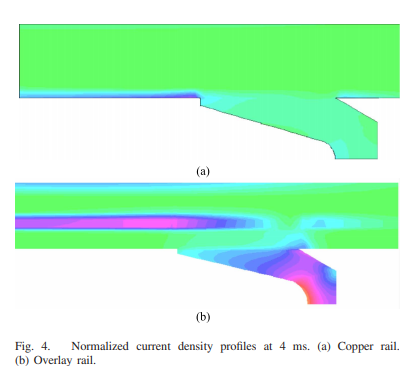 (a)
(b)
Fig. 4. Normalized current density profiles at 4 ms. (a) Copper rail.
(b) Overlay rail.